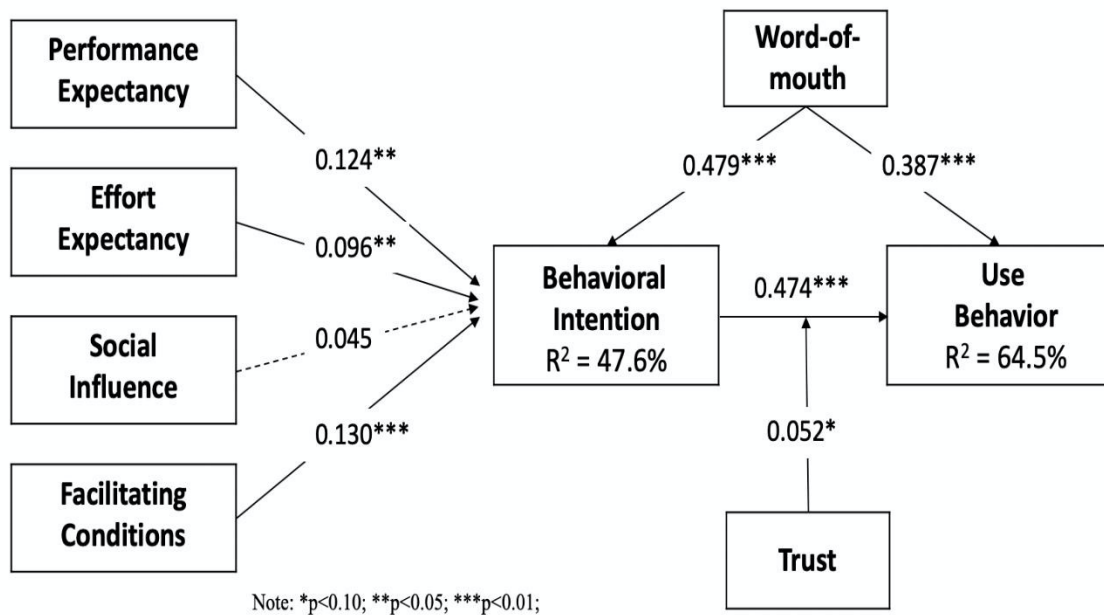 Performance
Expectancy
Word-of-
mouth
0.124**
0.479***
0.387***
Effort
Expectancy
0.096**
Behavioral
Intention
R² = 47.6%
0.474***
Use
Behavior
R² = 64.5%
Social
Influence
0.045
0.130***
0.052*
Facilitating
Conditions
Trust
Note: *p<0.10; **p<0.05; ***p<0.01;